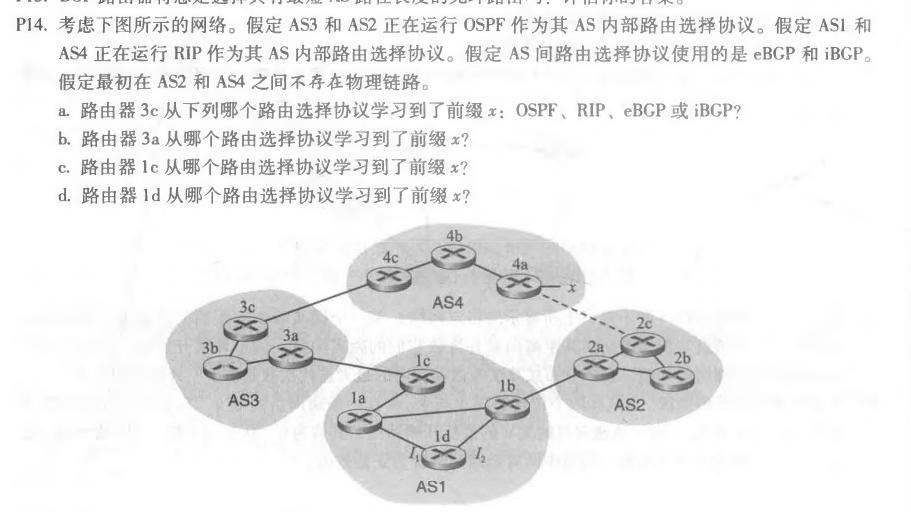 P14. 考虑下图所示的网络。假定 AS3 和 AS2 正在运行 OSPF 作为其 AS 内部路由选择协议。假定 AS1 和
AS4 正在运行 RIP 作为其 AS 内部路由选择协议。假定 AS 间路由选择协议使用的是 eBGP 和 iBGP。
假定最初在 AS2 和 AS4 之间不存在物理链路。
a. 路由器 3c 从下列哪个路由选择协议学习到了前缀 x：OSPF、RIP、eBGP 或 iBGP?
b. 路由器 3a 从哪个路由选择协议学习到了前缀 x?
c. 路由器 1c 从哪个路由选择协议学习到了前缀 x?
d. 路由器 1d 从哪个路由选择协议学习到了前缀 x?
4b
4c
4a
x
AS4
3c
3a
3b
AS3
2c
2a
2b
AS2
1c
1b
1a
1d
I1
I2
AS1